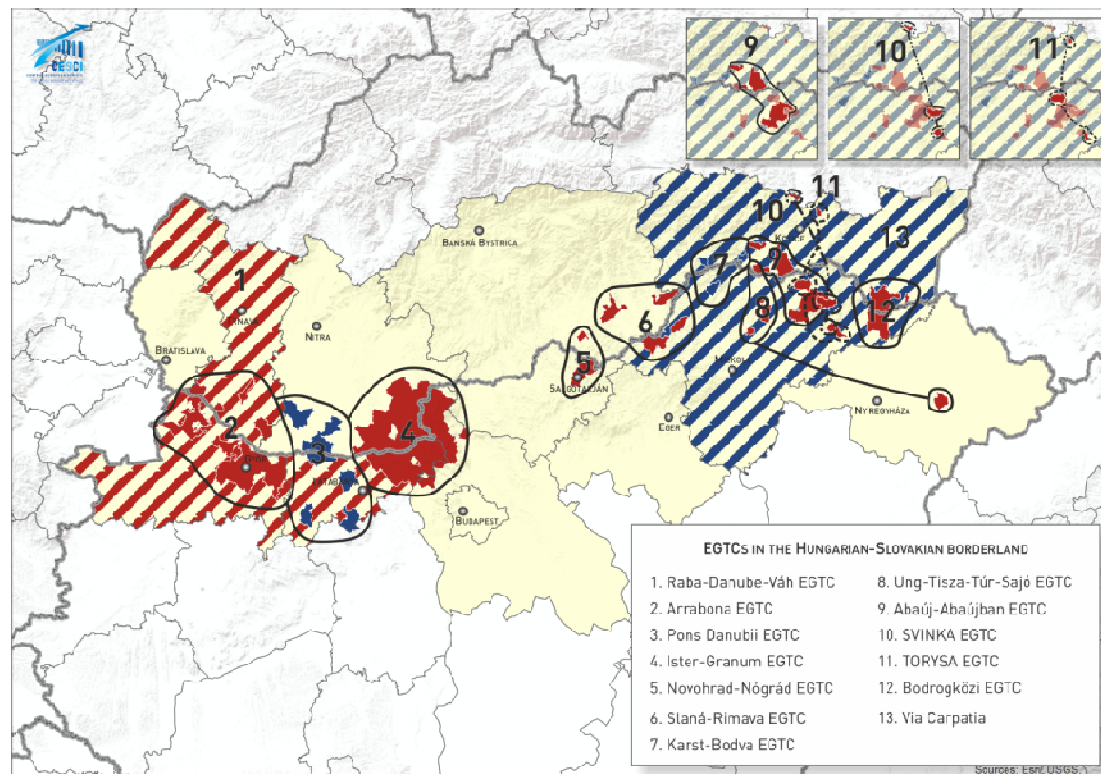 CESCI
9
10
11
11
10
13
1
Banská Bystrica
9
7
Nitra
8
12
6
Bratislava
5
Salgótarján
2
3
4
Nyíregyháza
Eger
Győr
Budapest
EGTCs in the Hungarian-Slovakian borderland
1. Raba-Danube-Váh EGTC
2. Arrabona EGTC
3. Pons Danubii EGTC
4. Ister-Granum EGTC
5. Novohrad-Nógrád EGTC
6. Slaná-Rimava EGTC
7. Karst-Bodva EGTC
8. Ung-Tisza-Túr-Sajó EGTC
9. Abaúj-Abaújban EGTC
10. SVINKA EGTC
11. TORYSA EGTC
12. Bodrogközi EGTC
13. Via Carpatia
Sources: Esri, USGS,